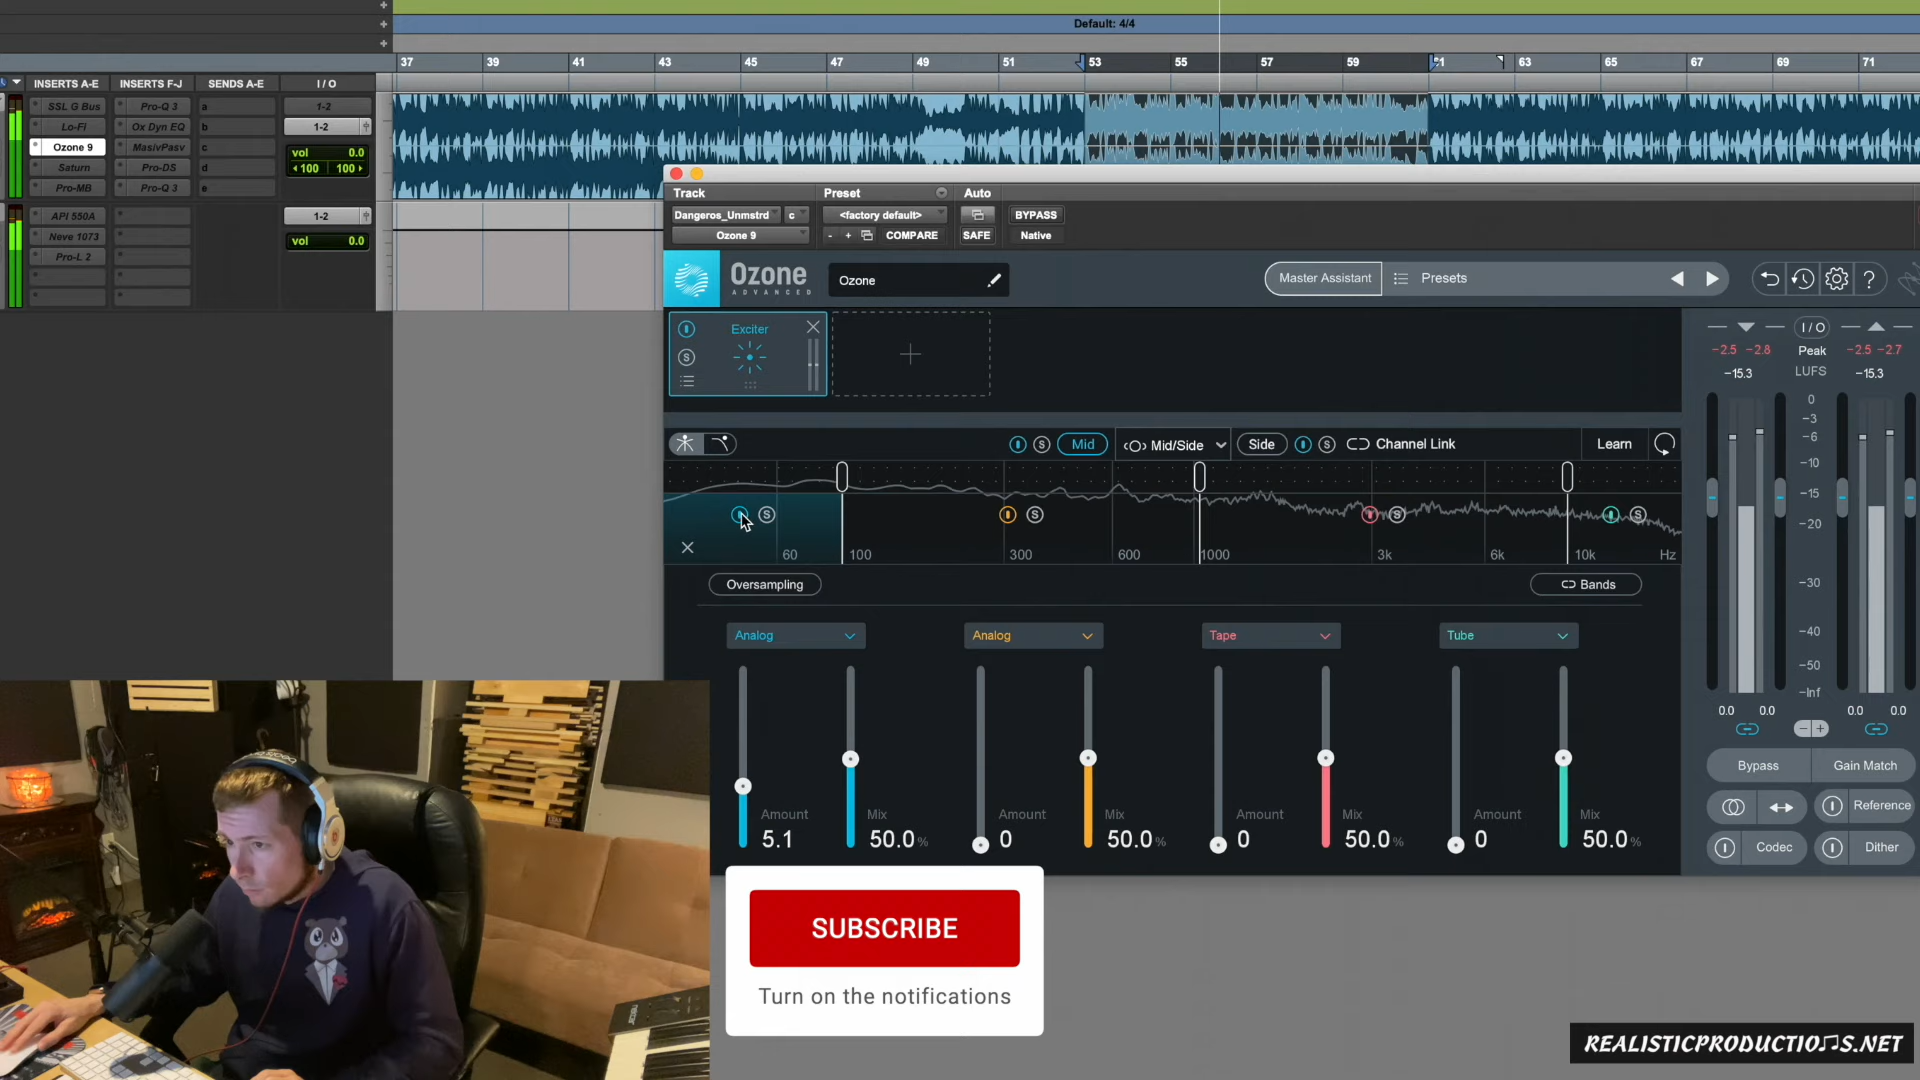 Default: 4/4
37 39 41 43 45 47 49 51 53 55 57 59 61 63 65 67 69 71
INSERTS A-E INSERTS F-J SENDS A-E I / O
SSL G Bus Pro-Q 3 a 1-2
Lo-Fi Ox Dyn EQ b 1-2
Ozone 9 MasivPasv c vol 0.0
Saturn Pro-DS d 100 100
Pro-MB Pro-Q 3 e
API 550A 1-2
Neve 1073 vol 0.0
Pro-L 2
Track Preset Auto
Dangeros_Unmstrd c <factory default> BYPASS
Ozone 9 - + COMPARE SAFE Native
Ozone
ADVANCED
Ozone
Master Assistant Presets ?
Exciter
S
I / O
-2.5 -2.8 Peak -2.5 -2.7
-15.3 LUFS -15.3
Mid Mid/Side Side S S Channel Link Learn
S S S S
60 100 300 600 1000 3k 6k 10k Hz
Oversampling Bands
Analog Analog Tape Tube
Amount Mix Amount Mix Amount Mix Amount Mix
5.1 50.0% 0 50.0% 0 50.0% 0 50.0%
0
-3
-6
-10
-15
-20
-30
-40
-50
-Inf
0.0 0.0 0.0 0.0
Bypass Gain Match
Reference
Codec Dither
SUBSCRIBE
Turn on the notifications
REALISTICPRODUCTIONS.NET